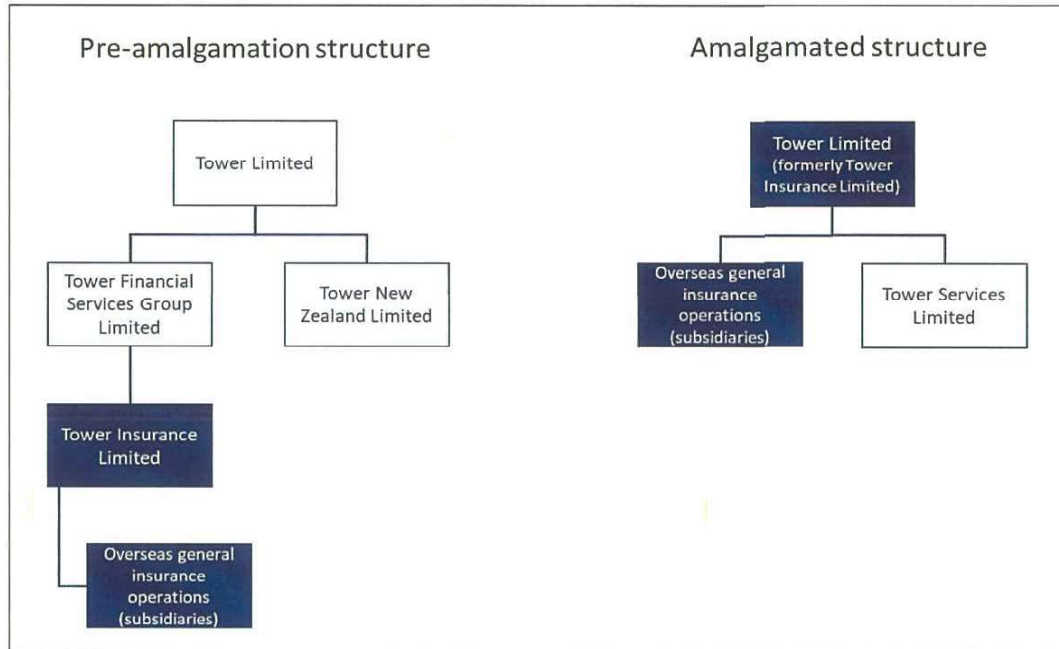 Pre-amalgamation structure
Tower Limited
Tower Financial
Services Group
Limited
Tower New
Zealand Limited
Tower Insurance
Limited
Overseas general
insurance
operations
(subsidiaries)
Amalgamated structure
Tower Limited
(formerly Tower
Insurance Limited)
Overseas general
insurance
operations
(subsidiaries)
Tower Services
Limited